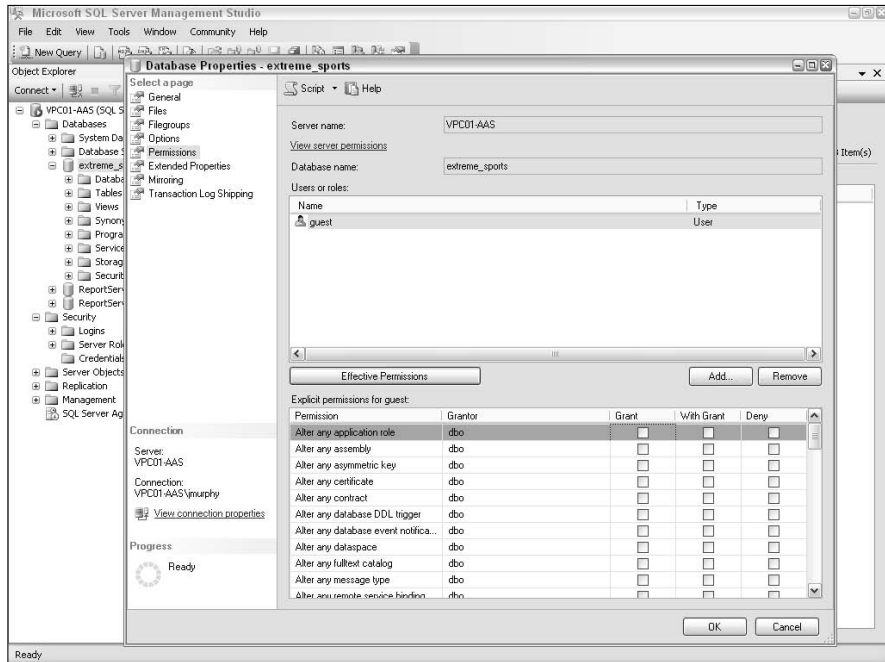 Microsoft SQL Server Management Studio
File Edit View Tools Window Community Help
New Query
Object Explorer
Connect
VPC01-AAS (SQL S
Databases
System Da
Database S
extreme_s
Databa
Tables
Views
Synony
Progra
Service
Storag
Securit
ReportServ
ReportServ
Security
Logins
Server Role
Credentials
Server Objects
Replication
Management
SQL Server Ag
Item(s)
Database Properties - extreme_sports
Select a page
General
Files
Filegroups
Options
Permissions
Extended Properties
Mirroring
Transaction Log Shipping
Connection
Server:
VPC01-AAS
Connection:
VPC01-AAS\jmurphy
View connection properties
Progress
Ready
Script Help
Server name: VPC01-AAS
View server permissions
Database name: extreme_sports
Users or roles:
Name Type
guest User
Effective Permissions Add... Remove
Explicit permissions for guest:
Permission Grantor Grant With Grant Deny
Alter any application role dbo
Alter any assembly dbo
Alter any asymmetric key dbo
Alter any certificate dbo
Alter any contract dbo
Alter any database DDL trigger dbo
Alter any database event notifica... dbo
Alter any dataspace dbo
Alter any fulltext catalog dbo
Alter any message type dbo
Alter any remote service binding dbo
OK Cancel
Ready